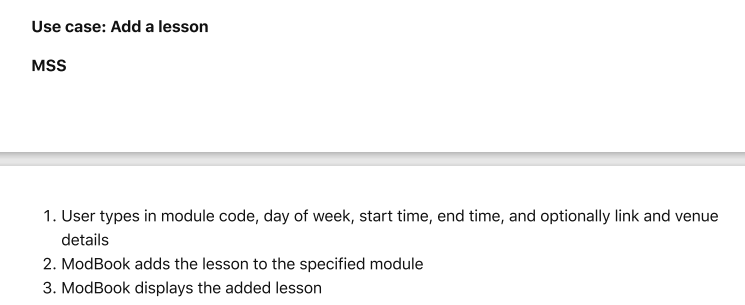 Use case: Add a lesson
MSS
1. User types in module code, day of week, start time, end time, and optionally link and venue
details
2. ModBook adds the lesson to the specified module
3. ModBook displays the added lesson